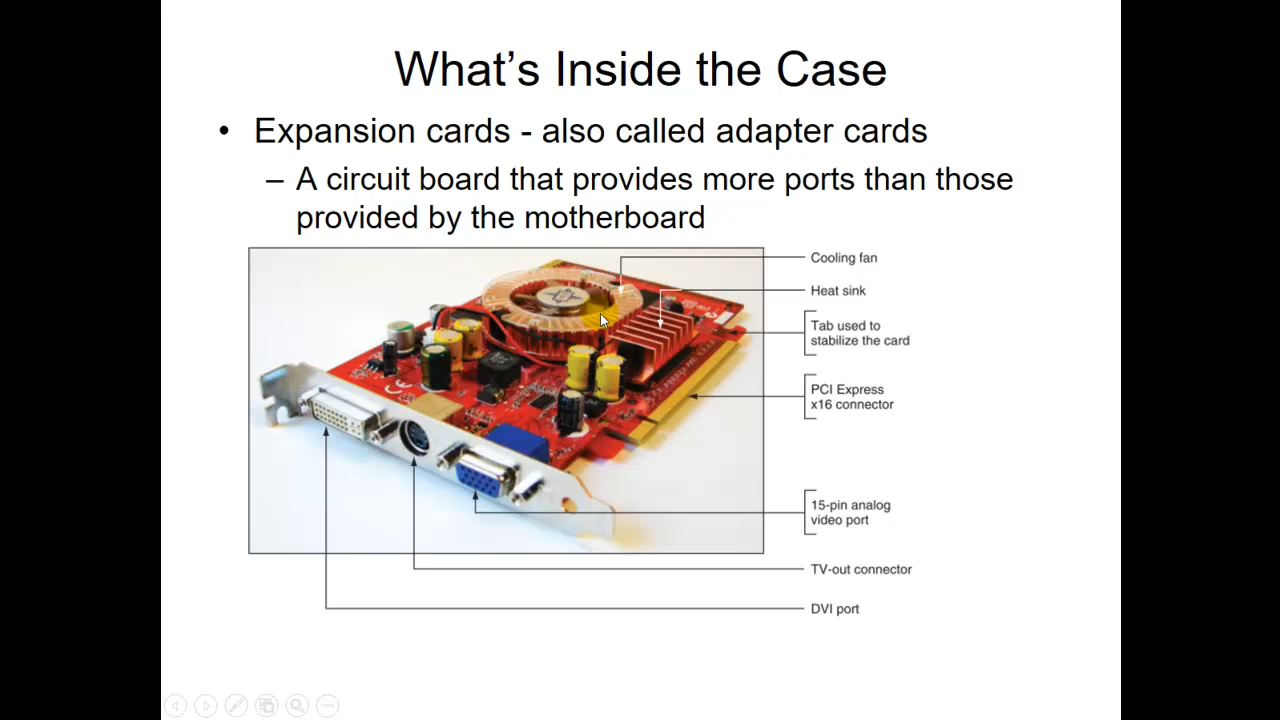 What's Inside the Case
• Expansion cards - also called adapter cards
– A circuit board that provides more ports than those
provided by the motherboard
Cooling fan
Heat sink
Tab used to
stabilize the card
PCI Express
x16 connector
15-pin analog
video port
TV-out connector
DVI port